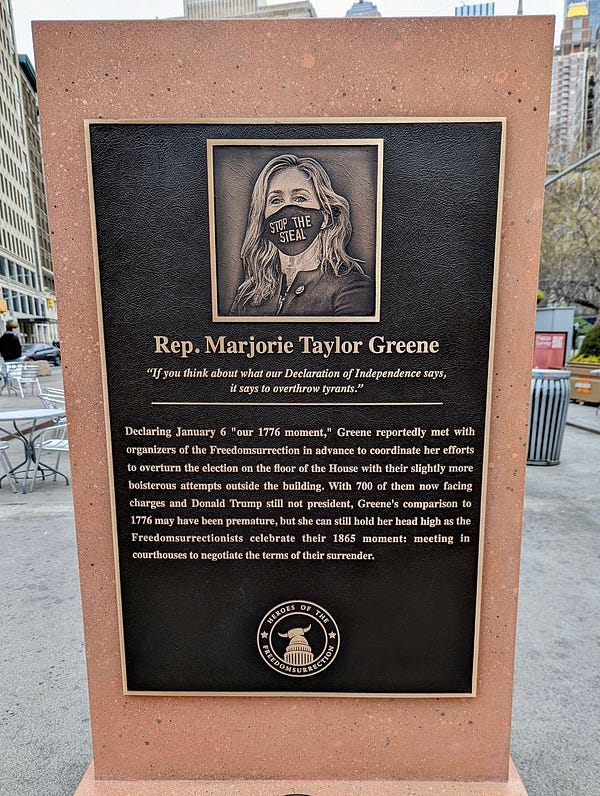 STOP THE
STEAL
Rep. Marjorie Taylor Greene
“If you think about what our Declaration of Independence says,
it says to overthrow tyrants.”
Declaring January 6 "our 1776 moment," Greene reportedly met with
organizers of the Freedomsurrection in advance to coordinate her efforts
to overturn the election on the floor of the House with their slightly more
boisterous attempts outside the building. With 700 of them now facing
charges and Donald Trump still not president, Greene's comparison to
1776 may have been premature, but she can still hold her head high as the
Freedomsurrectionists celebrate their 1865 moment: meeting in
courthouses to negotiate the terms of their surrender.
HEROES OF THE
FREEDOMSURRECTION